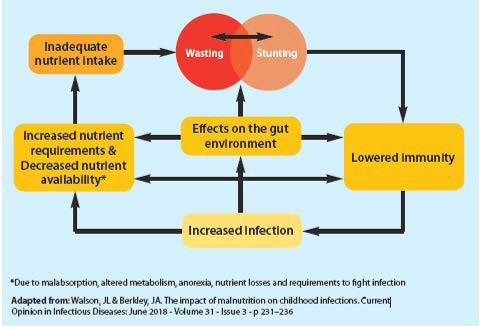 Inadequate
nutrient intake
Wasting
Stunting
Increased nutrient
requirements &
Decreased nutrient
availability*
Effects on the gut
environment
Lowered immunity
Increased infection
*Due to malabsorption, altered metabolism, anorexia, nutrient losses and requirements to fight infection
Adapted from: Walson, JL & Berkley, JA. The impact of malnutrition on childhood infections. Current
Opinion in Infectious Diseases: June 2018 - Volume 31 - Issue 3 - p 231–236